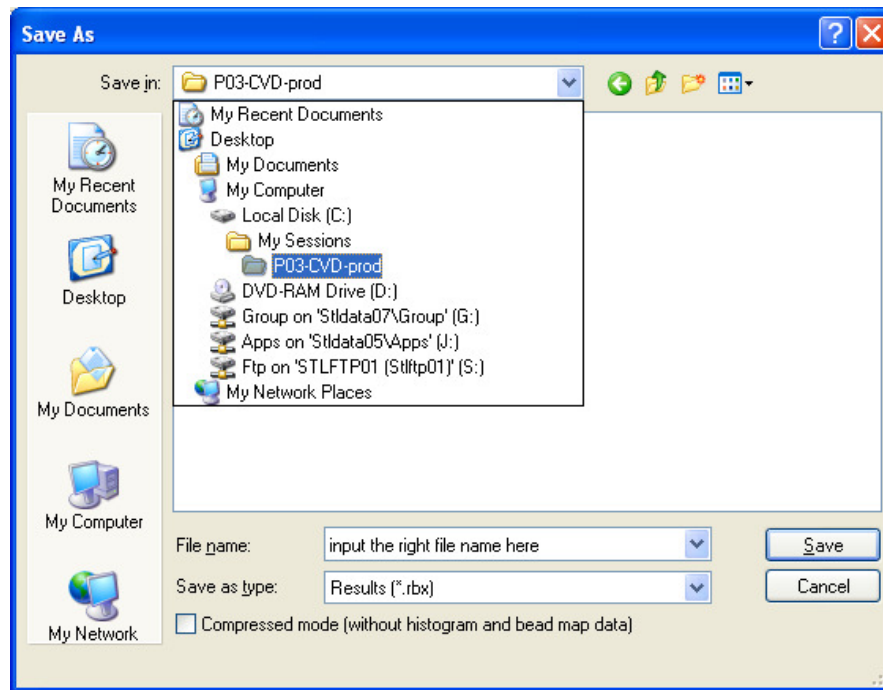 Save As
Save in:
P03-CVD-prod
My Recent Documents
Desktop
My Documents
My Computer
Local Disk (C:)
My Sessions
P03-CVD-prod
DVD-RAM Drive (D:)
Group on 'Stldata07\Group' (G:)
Apps on 'Stldata05\Apps' (J:)
Ftp on 'STLFTP01 (Stlftp01)' (S:)
My Network Places
My Recent
Documents
Desktop
My Documents
My Computer
My Network
File name:
input the right file name here
Save
Save as type:
Results (*.rbx)
Cancel
Compressed mode (without histogram and bead map data)